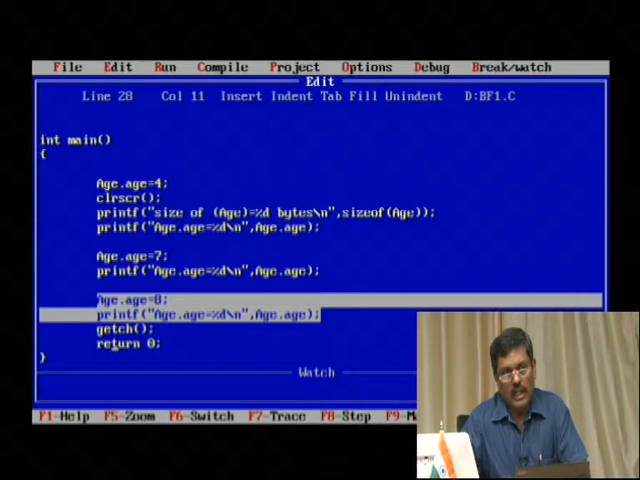 File Edit Run Compile Project Options Debug Break/watch
Edit
Line 28 Col 11 Insert Indent Tab Fill Unindent D:BF1.C
int main()
{
Age.age=4;
clrscr();
printf("size of (Age)=%d bytes\n",sizeof(Age));
printf("Age.age=%d\n",Age.age);
Age.age=7;
printf("Age.age=%d\n",Age.age);
Age.age=8;
printf("Age.age=%d\n",Age.age);
getch();
return 0;
}
Watch
F1-Help F5-Zoom F6-Switch F7-Trace F8-Step F9-M